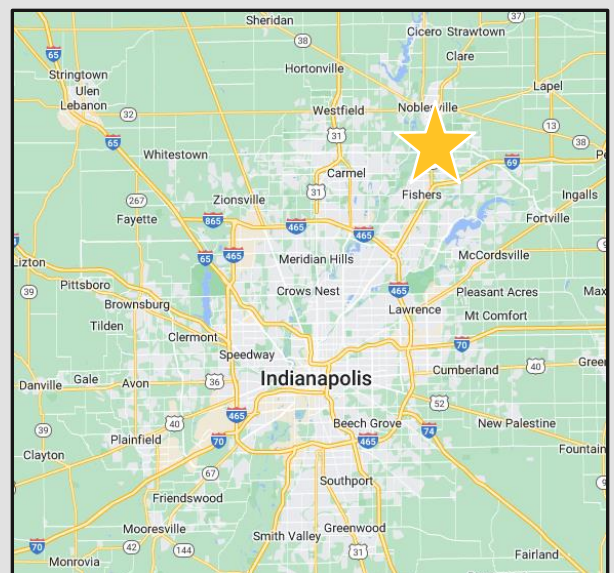 Sheridan
37
Cicero Strawtown
38
Clare
65
Hortonville
Stringtown
Ulen
Lebanon
Lapel
Westfield
Noblesville
32
31
13
38
65
Whitestown
69
Carmel
31
Fishers
Ingalls
267
Zionsville
Fortville
Fayette
865
465
465
65
465
Meridian Hills
McCordsville
39
Pittsboro
Crows Nest
465
Pleasant Acres
Brownsburg
Lawrence
Mt Comfort
Tilden
Clermont
70
Speedway
40
Danville
Gale
Avon
36
Indianapolis
Cumberland
465
52
40
Beech Grove
New Palestine
39
Plainfield
70
465
74
Clayton
67
Southport
Friendswood
Mooresville
Greenwood
42
144
Smith Valley
31
Fairland
70
Monrovia